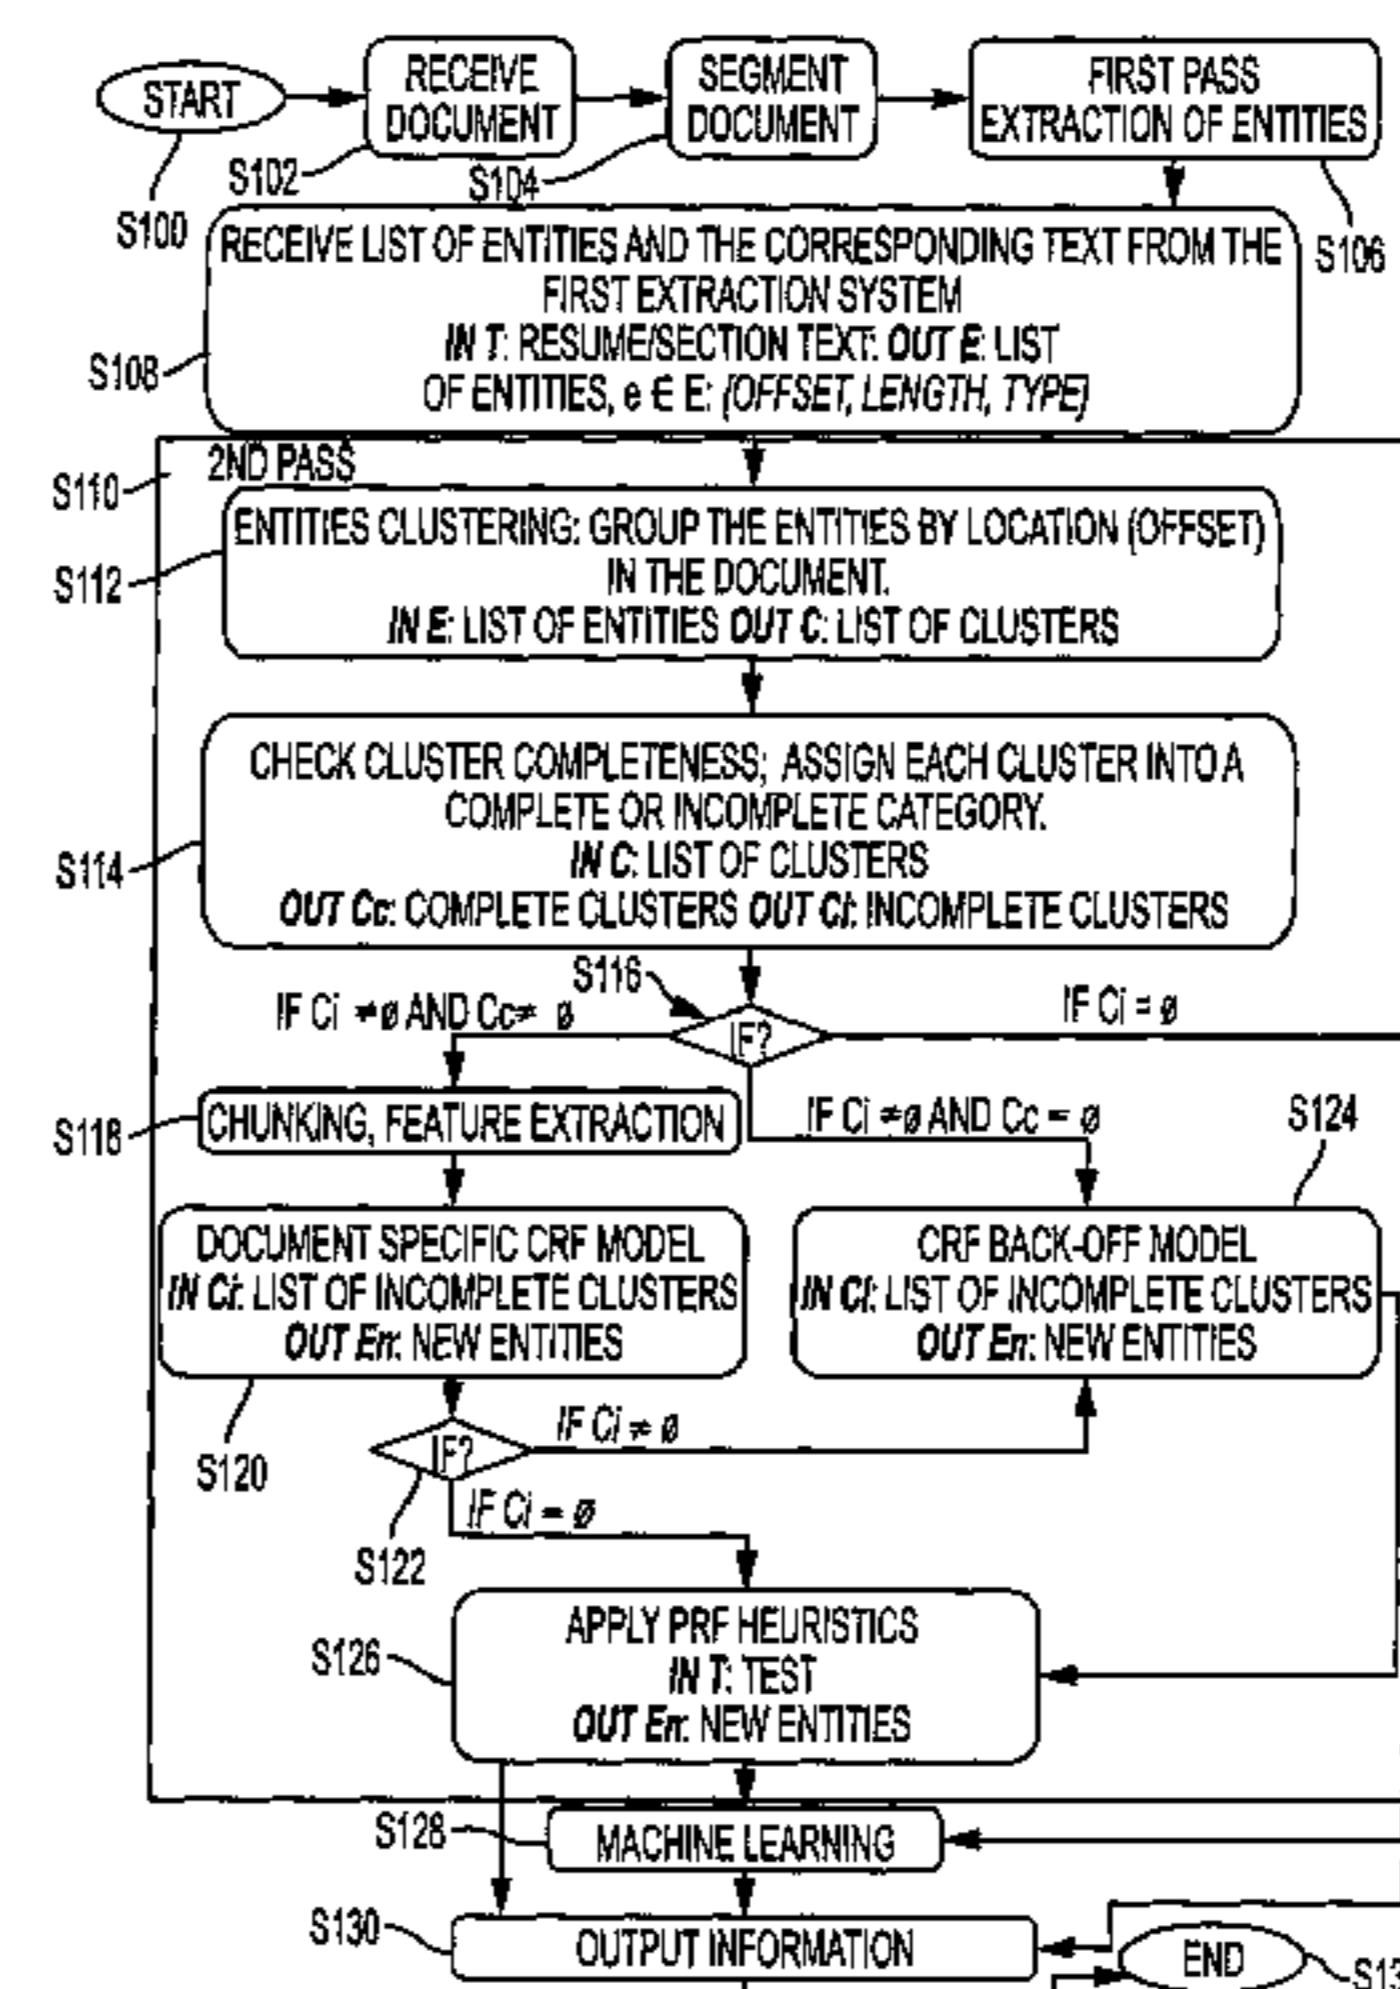 START
RECEIVE
DOCUMENT
SEGMENT
DOCUMENT
FIRST PASS
EXTRACTION OF ENTITIES
S100
S102
S104
S106
RECEIVE LIST OF ENTITIES AND THE CORRESPONDING TEXT FROM THE
FIRST EXTRACTION SYSTEM
IN T: RESUME/SECTION TEXT: OUT E: LIST
OF ENTITIES, e ∈ E: (OFFSET, LENGTH, TYPE)
S108
S110
2ND PASS
ENTITIES CLUSTERING: GROUP THE ENTITIES BY LOCATION (OFFSET)
IN THE DOCUMENT.
IN E: LIST OF ENTITIES OUT C: LIST OF CLUSTERS
S112
CHECK CLUSTER COMPLETENESS; ASSIGN EACH CLUSTER INTO A
COMPLETE OR INCOMPLETE CATEGORY.
IN C: LIST OF CLUSTERS
OUT Cc: COMPLETE CLUSTERS OUT Ci: INCOMPLETE CLUSTERS
S114
S116
IF Ci ≠ø AND Cc≠ ø
IF?
IF Ci = ø
CHUNKING, FEATURE EXTRACTION
S118
IF Ci ≠ø AND Cc = ø
S124
DOCUMENT SPECIFIC CRF MODEL
IN Ci: LIST OF INCOMPLETE CLUSTERS
OUT En: NEW ENTITIES
S120
CRF BACK-OFF MODEL
IN Ci: LIST OF INCOMPLETE CLUSTERS
OUT En: NEW ENTITIES
IF?
IF Ci ≠ ø
IF Ci = ø
S122
APPLY PRF HEURISTICS
IN T: TEST
OUT En: NEW ENTITIES
S126
S128
MACHINE LEARNING
S130
OUTPUT INFORMATION
END